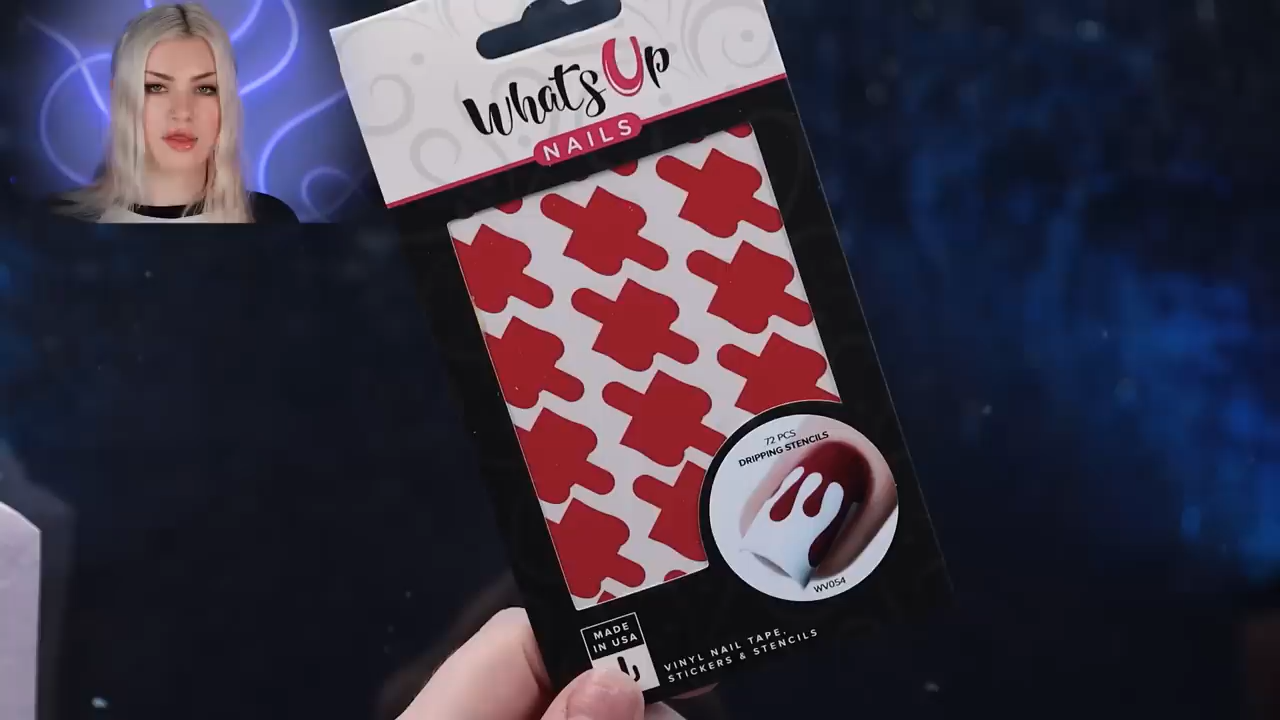 What's Up
NAILS
72 PCS
DRIPPING STENCILS
WV054
MADE
IN USA
VINYL NAIL TAPE,
STICKERS & STENCILS